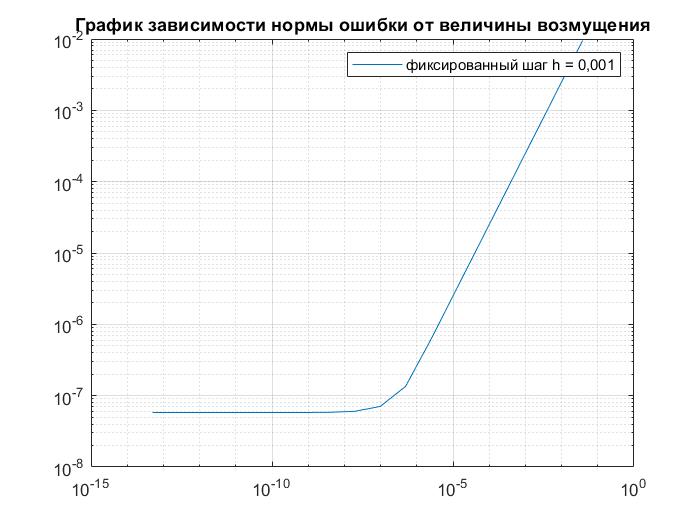 График зависимости нормы ошибки от величины возмущения
фиксированный шаг h = 0,001
10^-2
10^-3
10^-4
10^-5
10^-6
10^-7
10^-8
10^-15 10^-10 10^-5 10^0